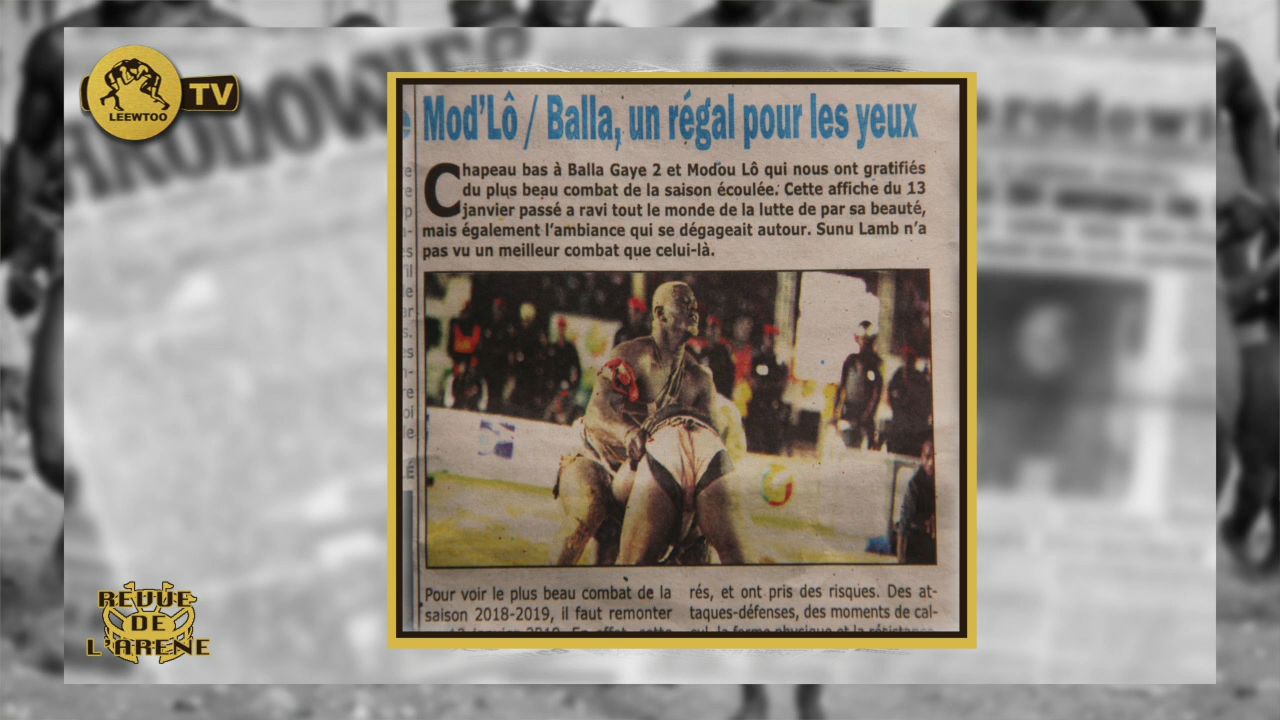 LEEWTOO
TV
Mod'Lô / Balla, un régal pour les yeux
Chapeau bas à Balla Gaye 2 et Modou Lô qui nous ont gratifiés
du plus beau combat de la saison écoulée. Cette affiche du 13
janvier passé a ravi tout le monde de la lutte de par sa beauté,
mais également l'ambiance qui se dégageait autour. Sunu Lamb n'a
pas vu un meilleur combat que celui-là.
Pour voir le plus beau combat de la
saison 2018-2019, il faut remonter
rés, et ont pris des risques. Des at-
taques-défenses, des moments de cal-
REVUE
DE
L'ARENE